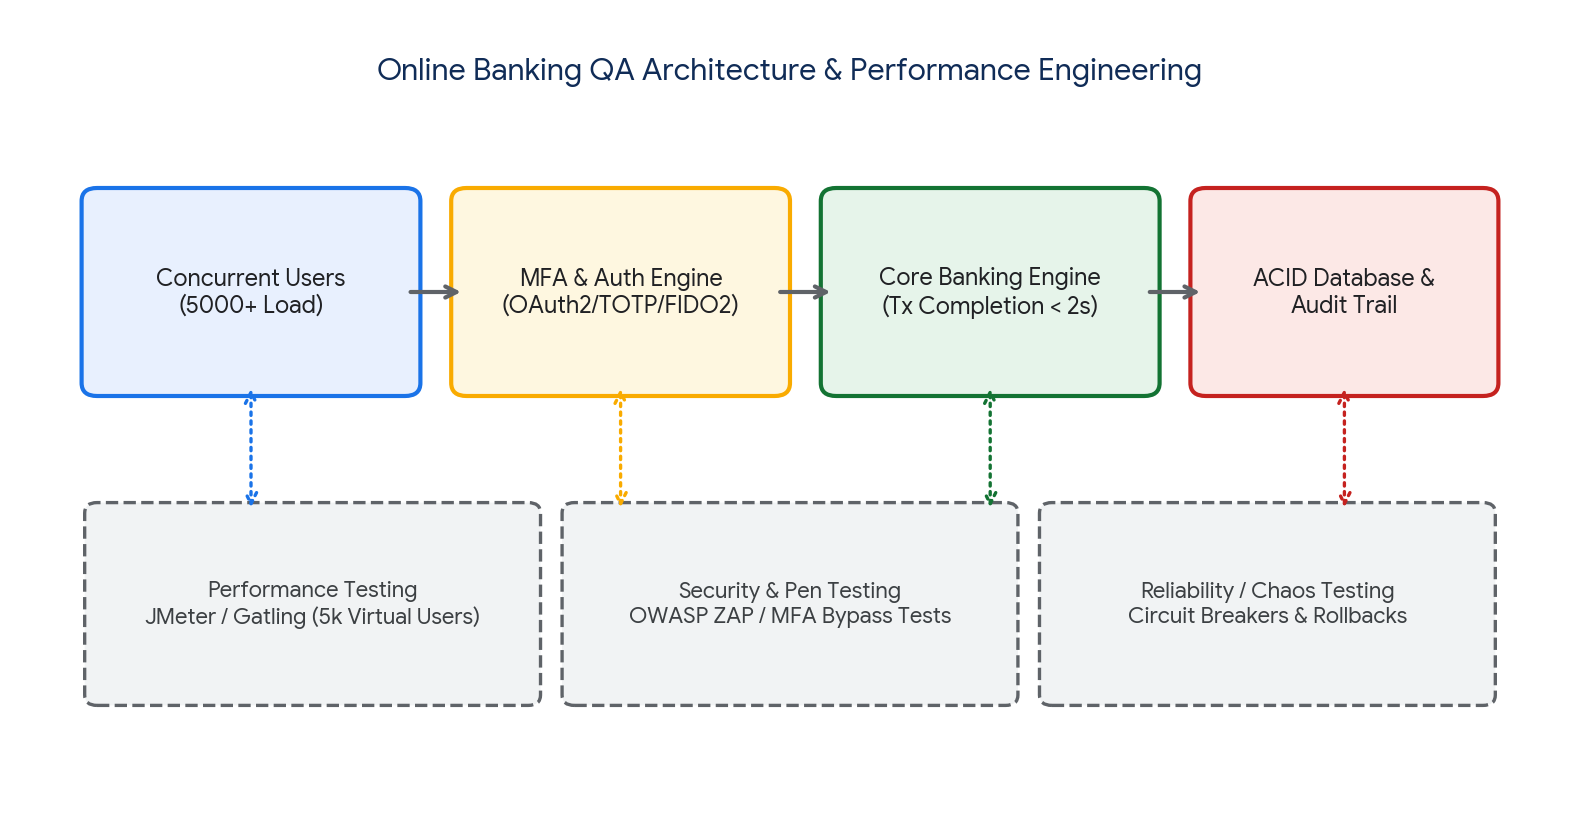 Online Banking QA Architecture & Performance Engineering
Concurrent Users
(5000+ Load)
MFA & Auth Engine
(OAuth2/TOTP/FIDO2)
Core Banking Engine
(Tx Completion < 2s)
ACID Database &
Audit Trail
Performance Testing
JMeter / Gatling (5k Virtual Users)
Security & Pen Testing
OWASP ZAP / MFA Bypass Tests
Reliability / Chaos Testing
Circuit Breakers & Rollbacks